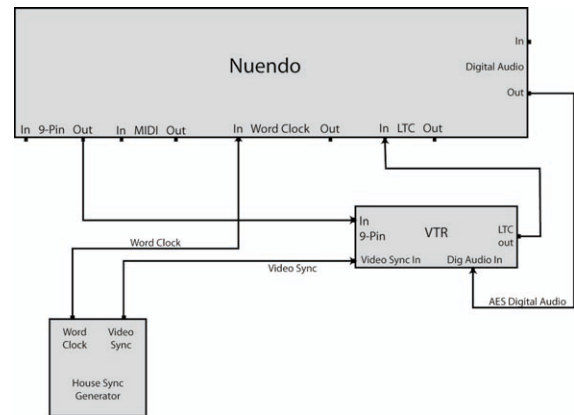 Nuendo
In
Digital Audio
Out
In 9-Pin Out In MIDI Out In Word Clock Out In LTC Out
In
9-Pin
VTR
LTC
out
Video Sync In Dig Audio In
Word Clock
Video Sync
AES Digital Audio
Word
Clock
Video
Sync
House Sync
Generator